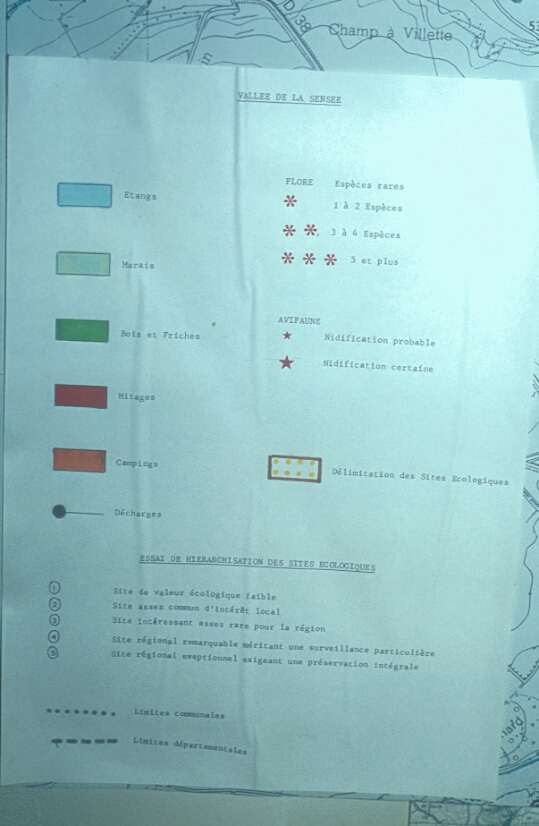 D 38
Champ à Villette
VALLEE DE LA SENSEE
Etangs
Marais
Bois et Friches
Mitages
Campings
Décharges
FLORE Espèces rares
1 à 2 Espèces
3 à 4 Espèces
5 et plus
AVIFAUNE
Nidification probable
Nidification certaine
Délimitation des Sites Ecologiques
ESSAI DE HIERARCHISATION DES SITES ECOLOGIQUES
1 Site de valeur écologique faible
2 Site assez commun d'intérêt local
3 Site intéressant assez rare pour la région
4 Site régional remarquable méritant une surveillance particulière
5 Site régional exeptionnel exigeant une préservation intégrale
Limites communales
Limites départementales